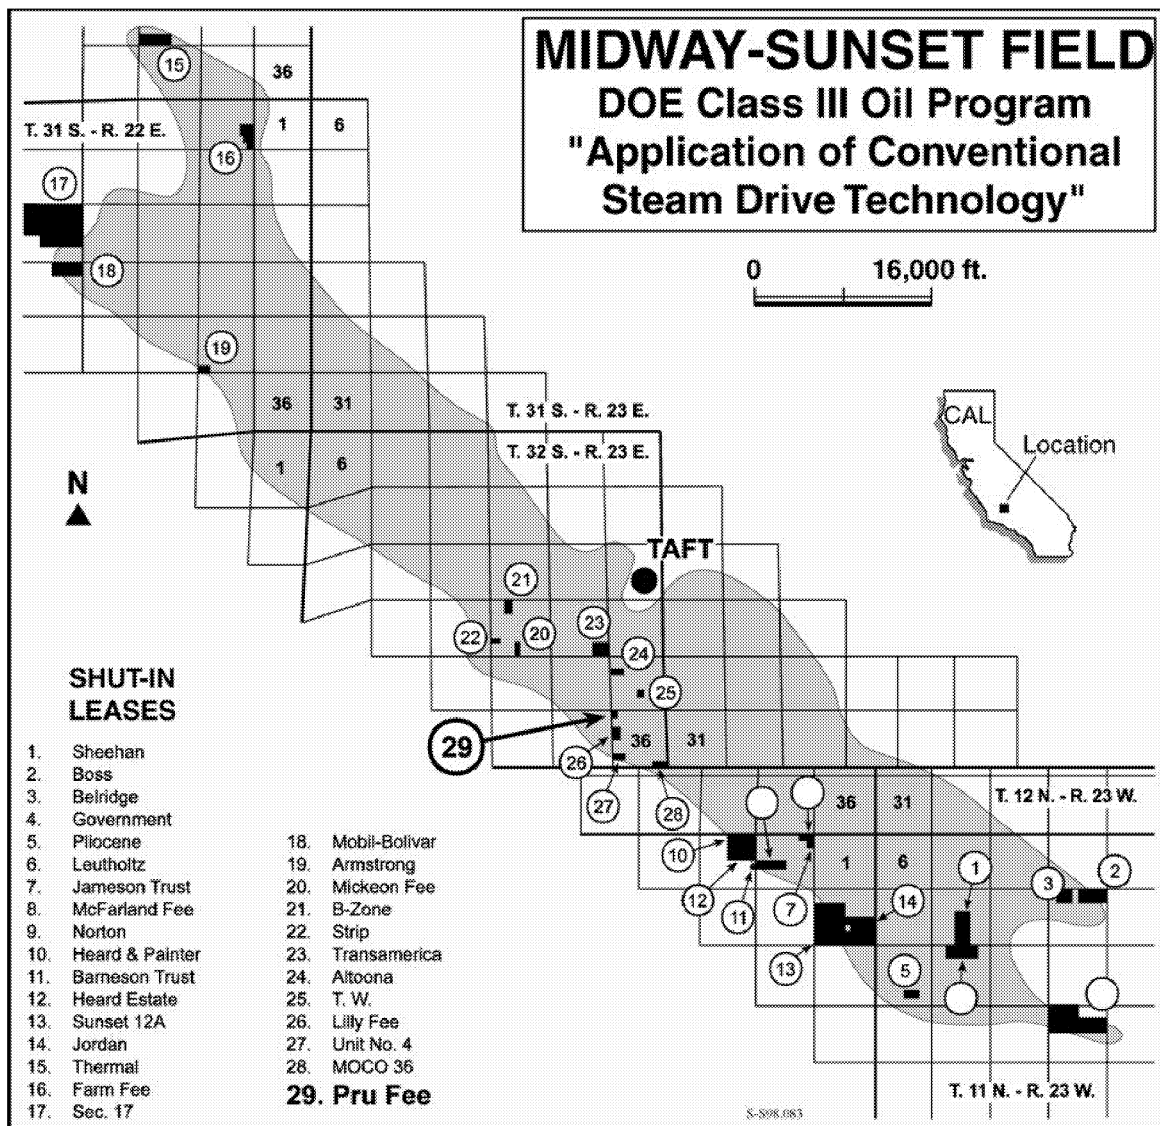 MIDWAY-SUNSET FIELD
DOE Class III Oil Program
"Application of Conventional
Steam Drive Technology"
0 16,000 ft.
15
36
T. 31 S. - R. 22 E.
1 6
16
17
18
19
36 31
T. 31 S. - R. 23 E.
T. 32 S. - R. 23 E.
1 6
N
CAL
Location
TAFT
21
22 20 23
24
25
29
36 31
26
27 28
36 31
T. 12 N. - R. 23 W.
10
1 6
1
2
3
12 11 7
14
13
5
T. 11 N. - R. 23 W.
SHUT-IN
LEASES
1. Sheehan
2. Boss
3. Belridge
4. Government
5. Pliocene
6. Leutholtz
7. Jameson Trust
8. McFarland Fee
9. Norton
10. Heard & Painter
11. Barneson Trust
12. Heard Estate
13. Sunset 12A
14. Jordan
15. Thermal
16. Farm Fee
17. Sec. 17
18. Mobil-Bolivar
19. Armstrong
20. Mickeon Fee
21. B-Zone
22. Strip
23. Transamerica
24. Altoona
25. T. W.
26. Lilly Fee
27. Unit No. 4
28. MOCO 36
29. Pru Fee
S-S98.083